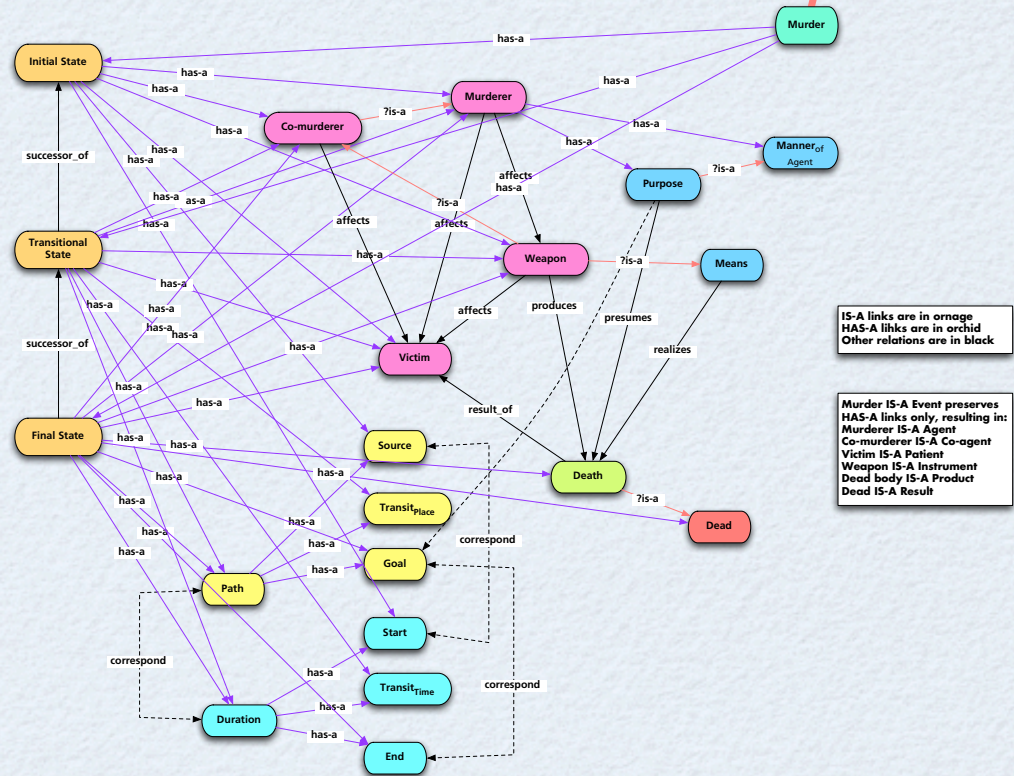 Murder
has-a
Initial State
has-a
has-a
has-a
Murderer
has-a
?is-a
Co-murderer
has-a
has-a
Manner of
Agent
successor_of
has-a
has-a
affects
has-a
?is-a
Purpose
has-a
as-a
?is-a
affects
affects
has-a
Transitional
State
has-a
Weapon
?is-a
Means
has-a
has-a
has-a
affects
produces
presumes
has-a
has-a
successor_of
has-a
realizes
Victim
IS-A links are in ornage
HAS-A lihks are in orchid
Other relations are in black
has-a
has-a
result_of
Murder IS-A Event preserves
HAS-A links only, resulting in:
Murderer IS-A Agent
Co-murderer IS-A Co-agent
Victim IS-A Patient
Weapon IS-A Instrument
Dead body IS-A Product
Dead IS-A Result
Final State
has-a
has-a
Source
has-a
has-a
Death
?is-a
has-a
Transit Place
has-a
Dead
has-a
has-a
correspond
has-a
Goal
has-a
Path
Start
correspond
has-a
Transit Time
correspond
has-a
Duration
has-a
End